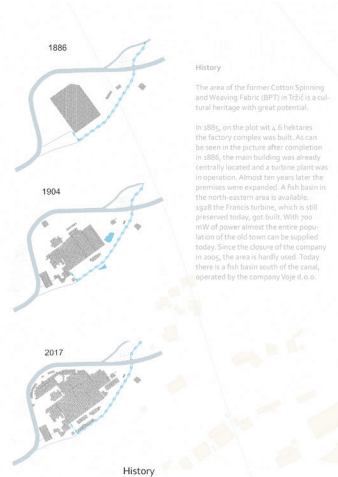 1886
History
The area of the former Cotton Spinning
and Weaving Fabric (BPT) in Tržič is a cul-
tural heritage with great potential.
In 1885, on the plot wit 4.6 hektares
the factory complex was built. As can
be seen in the picture after completion
in 1886, the main building was already
centrally located and a turbine plant was
in operation. Almost ten years later the
premises were expanded. A fish basin in
the north-eastern area is available.
1928 the Francis turbine, which is still
preserved today, got built. With 700
mW of power almost the entire popu-
lation of the old town can be supplied
today. Since the closure of the company
in 2005, the area is hardly used. Today
there is a fish basin south of the canal,
operated by the company Voje d.o.o.
1904
2017
History